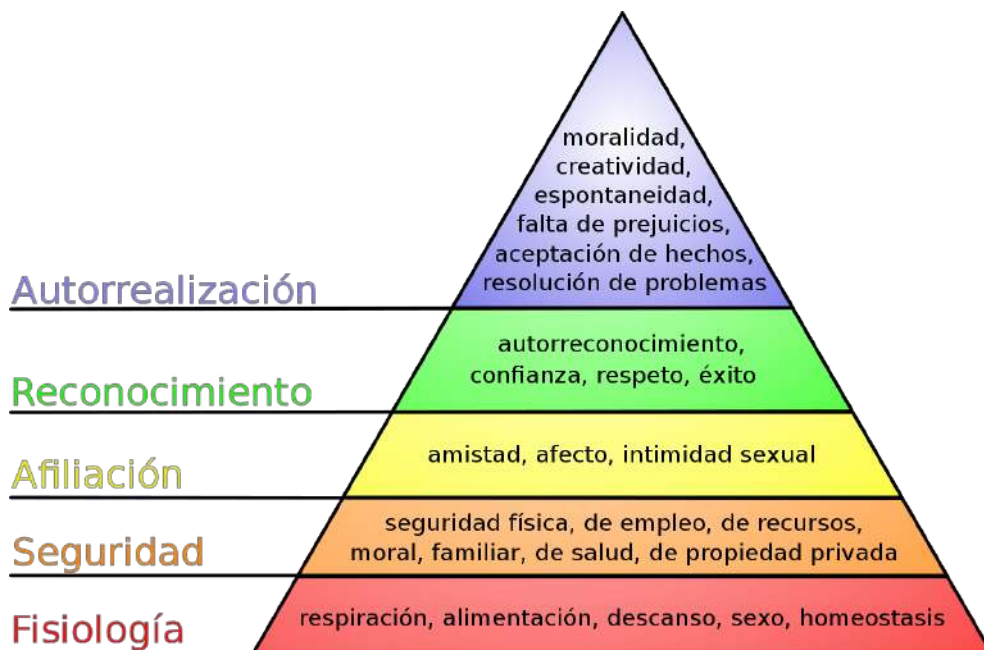 moralidad,
creatividad,
espontaneidad,
falta de prejuicios,
aceptación de hechos,
resolución de problemas
Autorrealización
autorreconocimiento,
confianza, respeto, éxito
Reconocimiento
amistad, afecto, intimidad sexual
Afiliación
seguridad física, de empleo, de recursos,
moral, familiar, de salud, de propiedad privada
Seguridad
respiración, alimentación, descanso, sexo, homeostasis
Fisiología